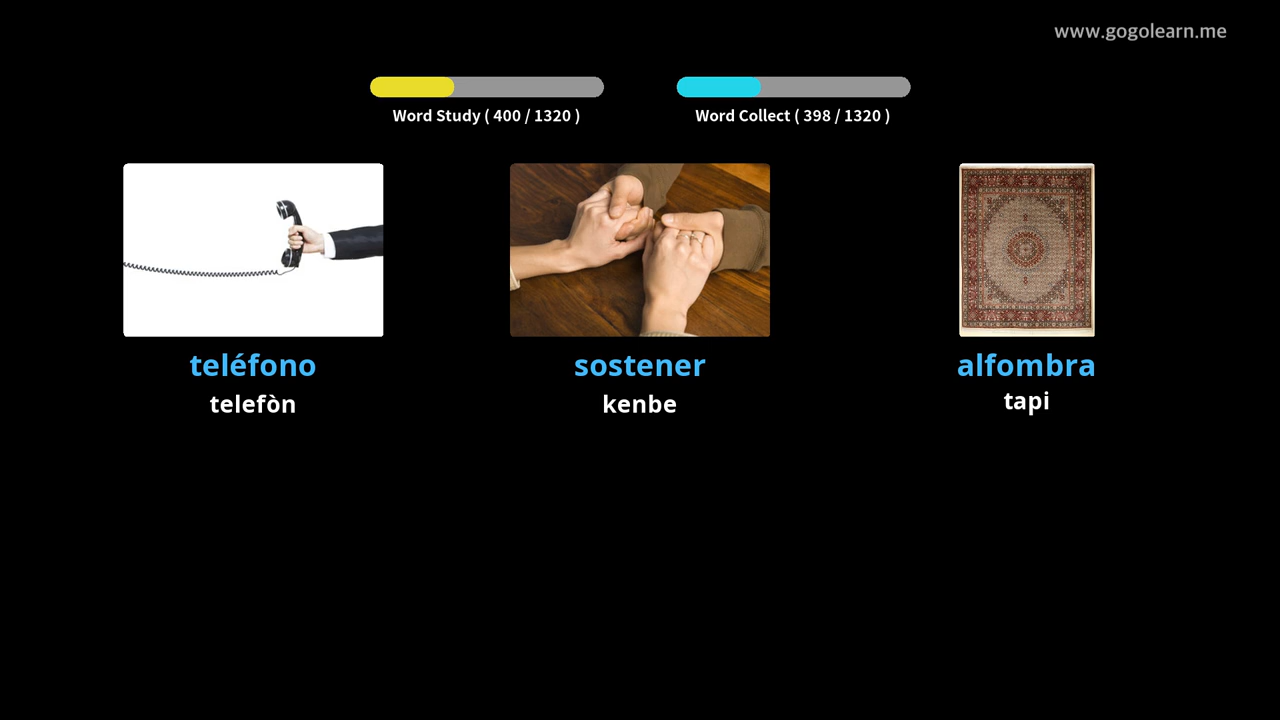 www.gogolearn.me
Word Study ( 400 / 1320 )
Word Collect ( 398 / 1320 )
teléfono
telefòn
sostener
kenbe
alfombra
tapi